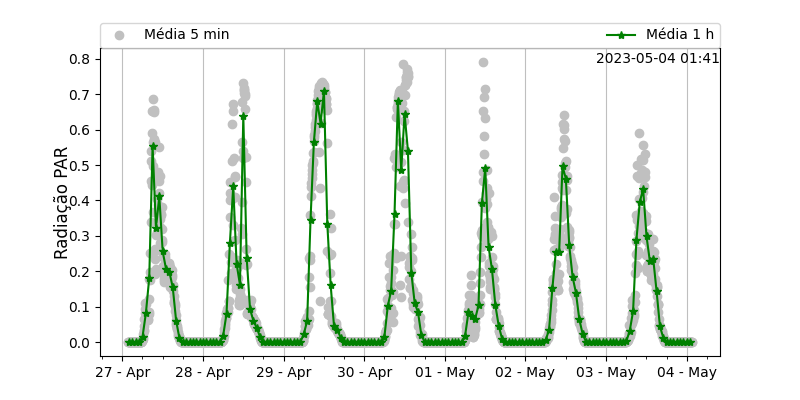 Média 5 min
Média 1 h
2023-05-04 01:41
Radiação PAR
0.8
0.7
0.6
0.5
0.4
0.3
0.2
0.1
0.0
27 - Apr
28 - Apr
29 - Apr
30 - Apr
01 - May
02 - May
03 - May
04 - May